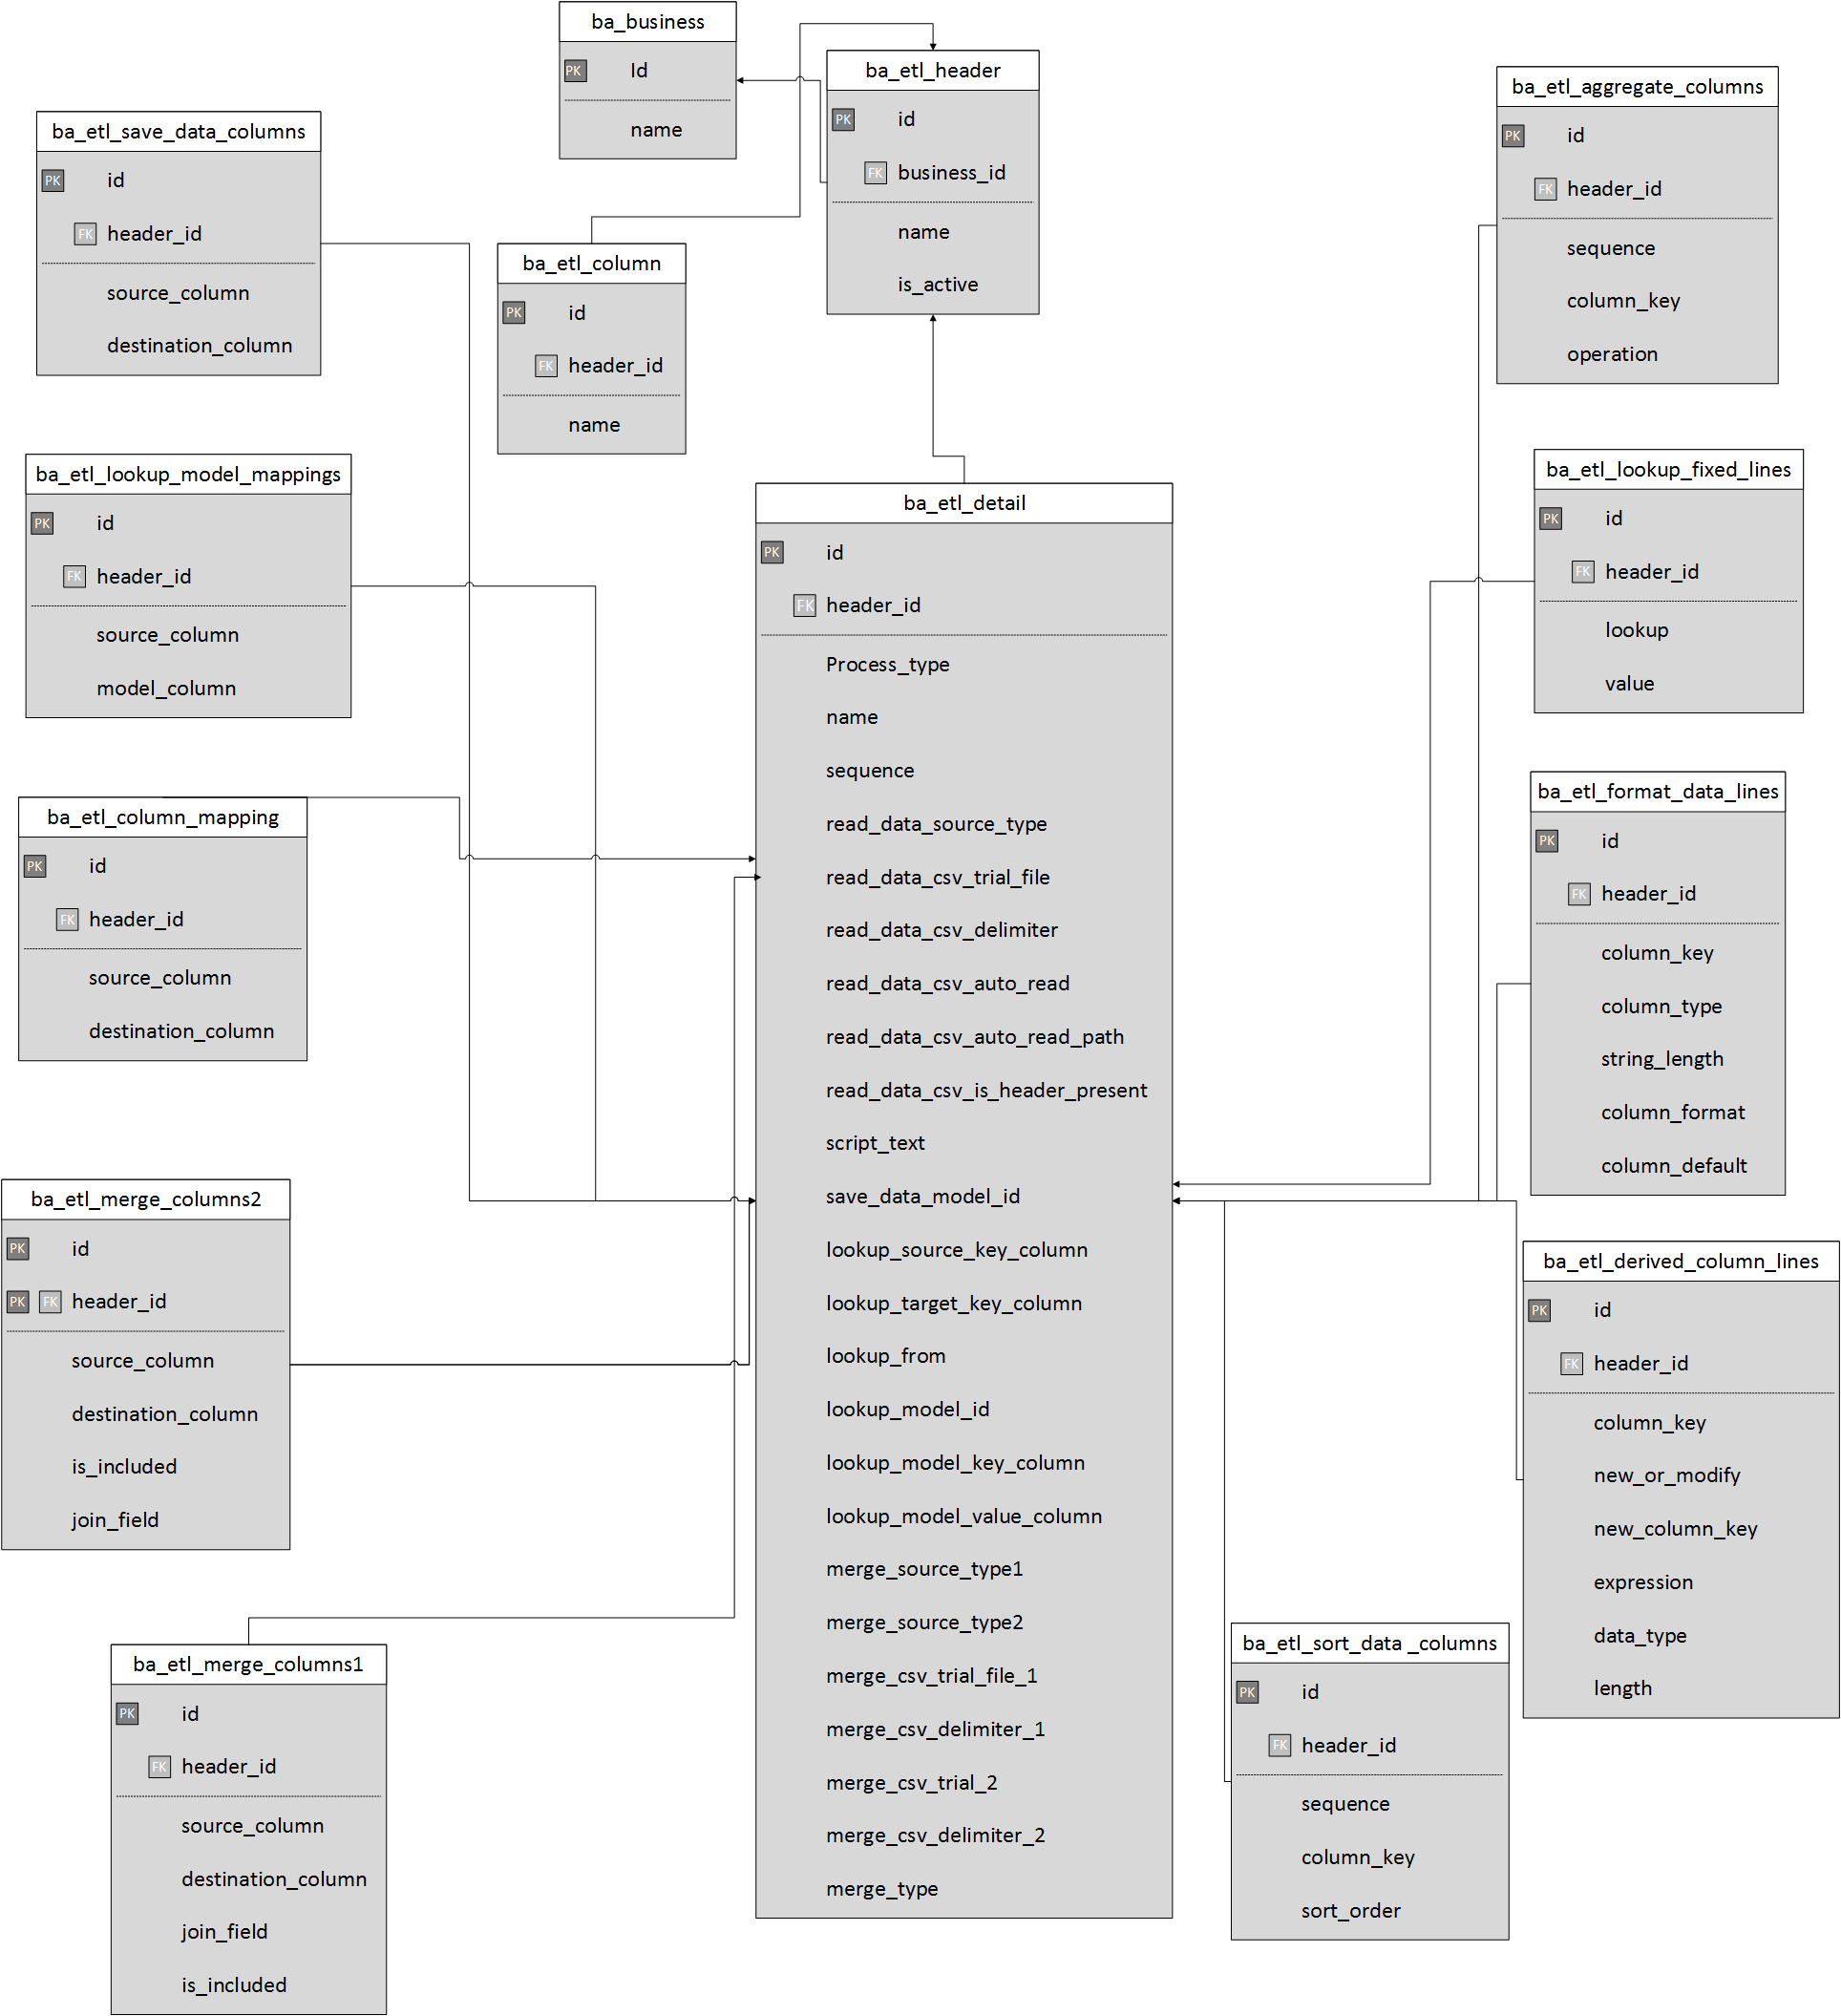 ba_business
PK Id
name
ba_etl_header
PK id
FK business_id
name
is_active
ba_etl_aggregate_columns
PK id
FK header_id
sequence
column_key
operation
ba_etl_save_data_columns
PK id
FK header_id
source_column
destination_column
ba_etl_column
PK id
FK header_id
name
ba_etl_lookup_model_mappings
PK id
FK header_id
source_column
model_column
ba_etl_detail
PK id
FK header_id
Process_type
name
sequence
read_data_source_type
read_data_csv_trial_file
read_data_csv_delimiter
read_data_csv_auto_read
read_data_csv_auto_read_path
read_data_csv_is_header_present
script_text
save_data_model_id
lookup_source_key_column
lookup_target_key_column
lookup_from
lookup_model_id
lookup_model_key_column
lookup_model_value_column
merge_source_type1
merge_source_type2
merge_csv_trial_file_1
merge_csv_delimiter_1
merge_csv_trial_2
merge_csv_delimiter_2
merge_type
ba_etl_lookup_fixed_lines
PK id
FK header_id
lookup
value
ba_etl_column_mapping
PK id
FK header_id
source_column
destination_column
ba_etl_format_data_lines
PK id
FK header_id
column_key
column_type
string_length
column_format
column_default
ba_etl_merge_columns2
PK id
PK FK header_id
source_column
destination_column
is_included
join_field
ba_etl_derived_column_lines
PK id
FK header_id
column_key
new_or_modify
new_column_key
expression
data_type
length
ba_etl_merge_columns1
PK id
FK header_id
source_column
destination_column
join_field
is_included
ba_etl_sort_data _columns
PK id
FK header_id
sequence
column_key
sort_order